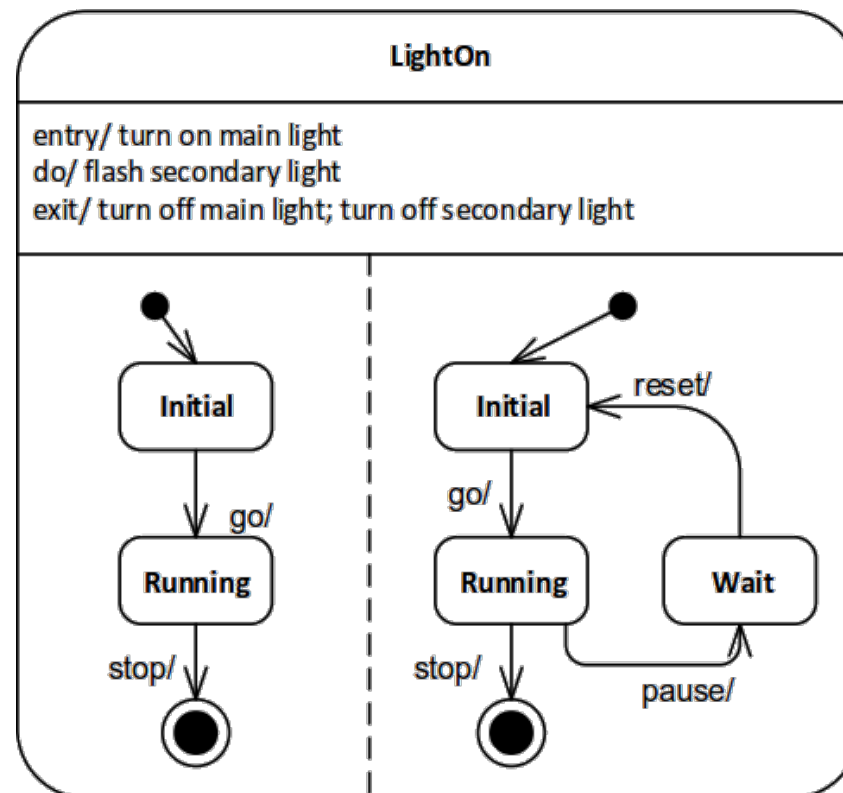 LightOn
entry/ turn on main light
do/ flash secondary light
exit/ turn off main light; turn off secondary light
Initial
go/
Running
stop/
Initial
reset/
go/
Running
Wait
stop/
pause/